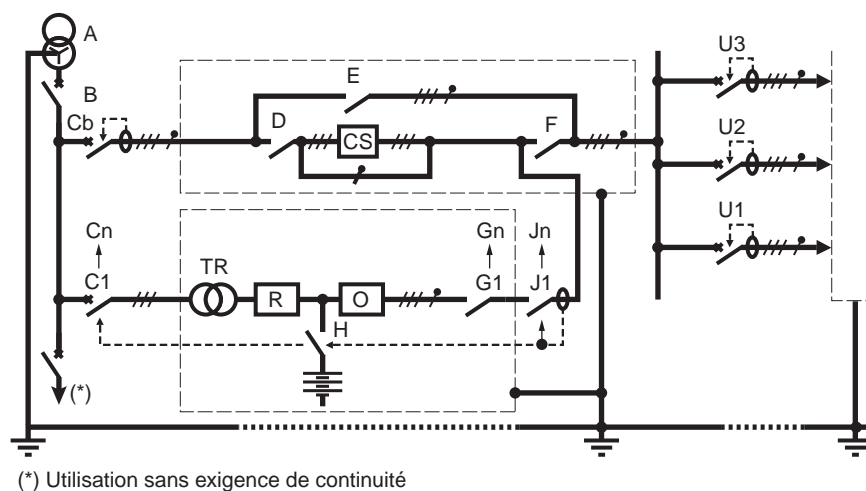 A
B
Cb
D
E
F
CS
U3
U2
U1
Cn
C1
TR
R
O
H
Gn
G1
Jn
J1
(*)
(*) Utilisation sans exigence de continuité